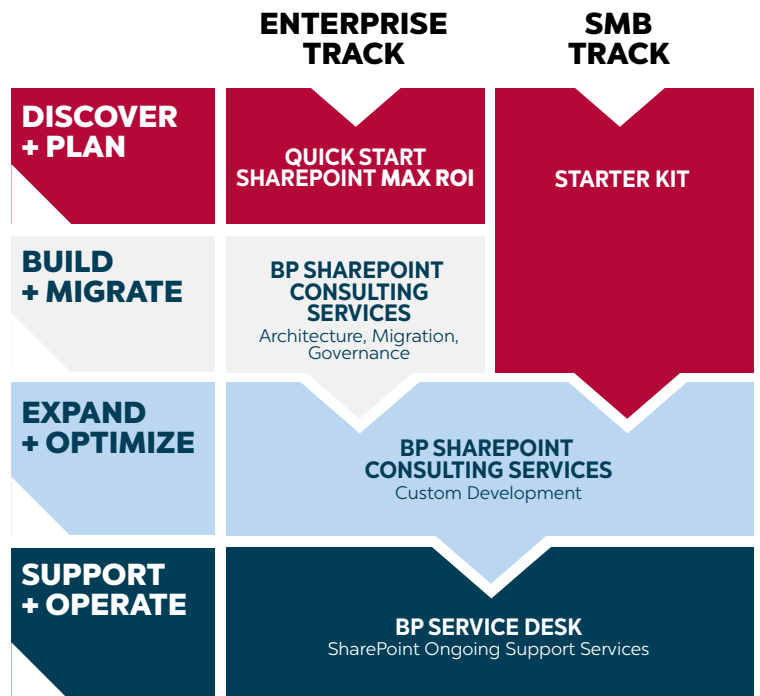 ENTERPRISE
TRACK
SMB
TRACK
DISCOVER
+ PLAN
QUICK START
SHAREPOINT MAX ROI
STARTER KIT
BUILD
+ MIGRATE
BP SHAREPOINT
CONSULTING
SERVICES
Architecture, Migration,
Governance
EXPAND
+ OPTIMIZE
BP SHAREPOINT
CONSULTING SERVICES
Custom Development
SUPPORT
+ OPERATE
BP SERVICE DESK
SharePoint Ongoing Support Services